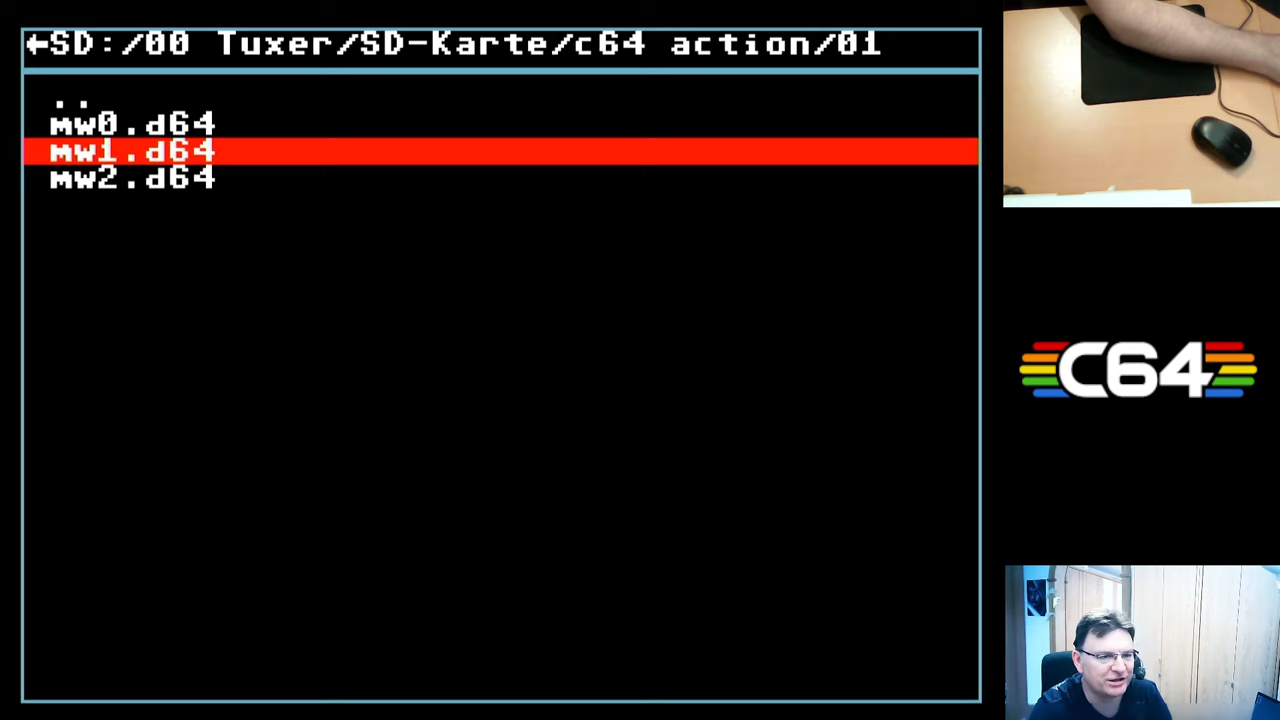 ←SD:/00 Tuxer/SD-Karte/c64 action/01
..
mw0.d64
mw1.d64
mw2.d64
C64